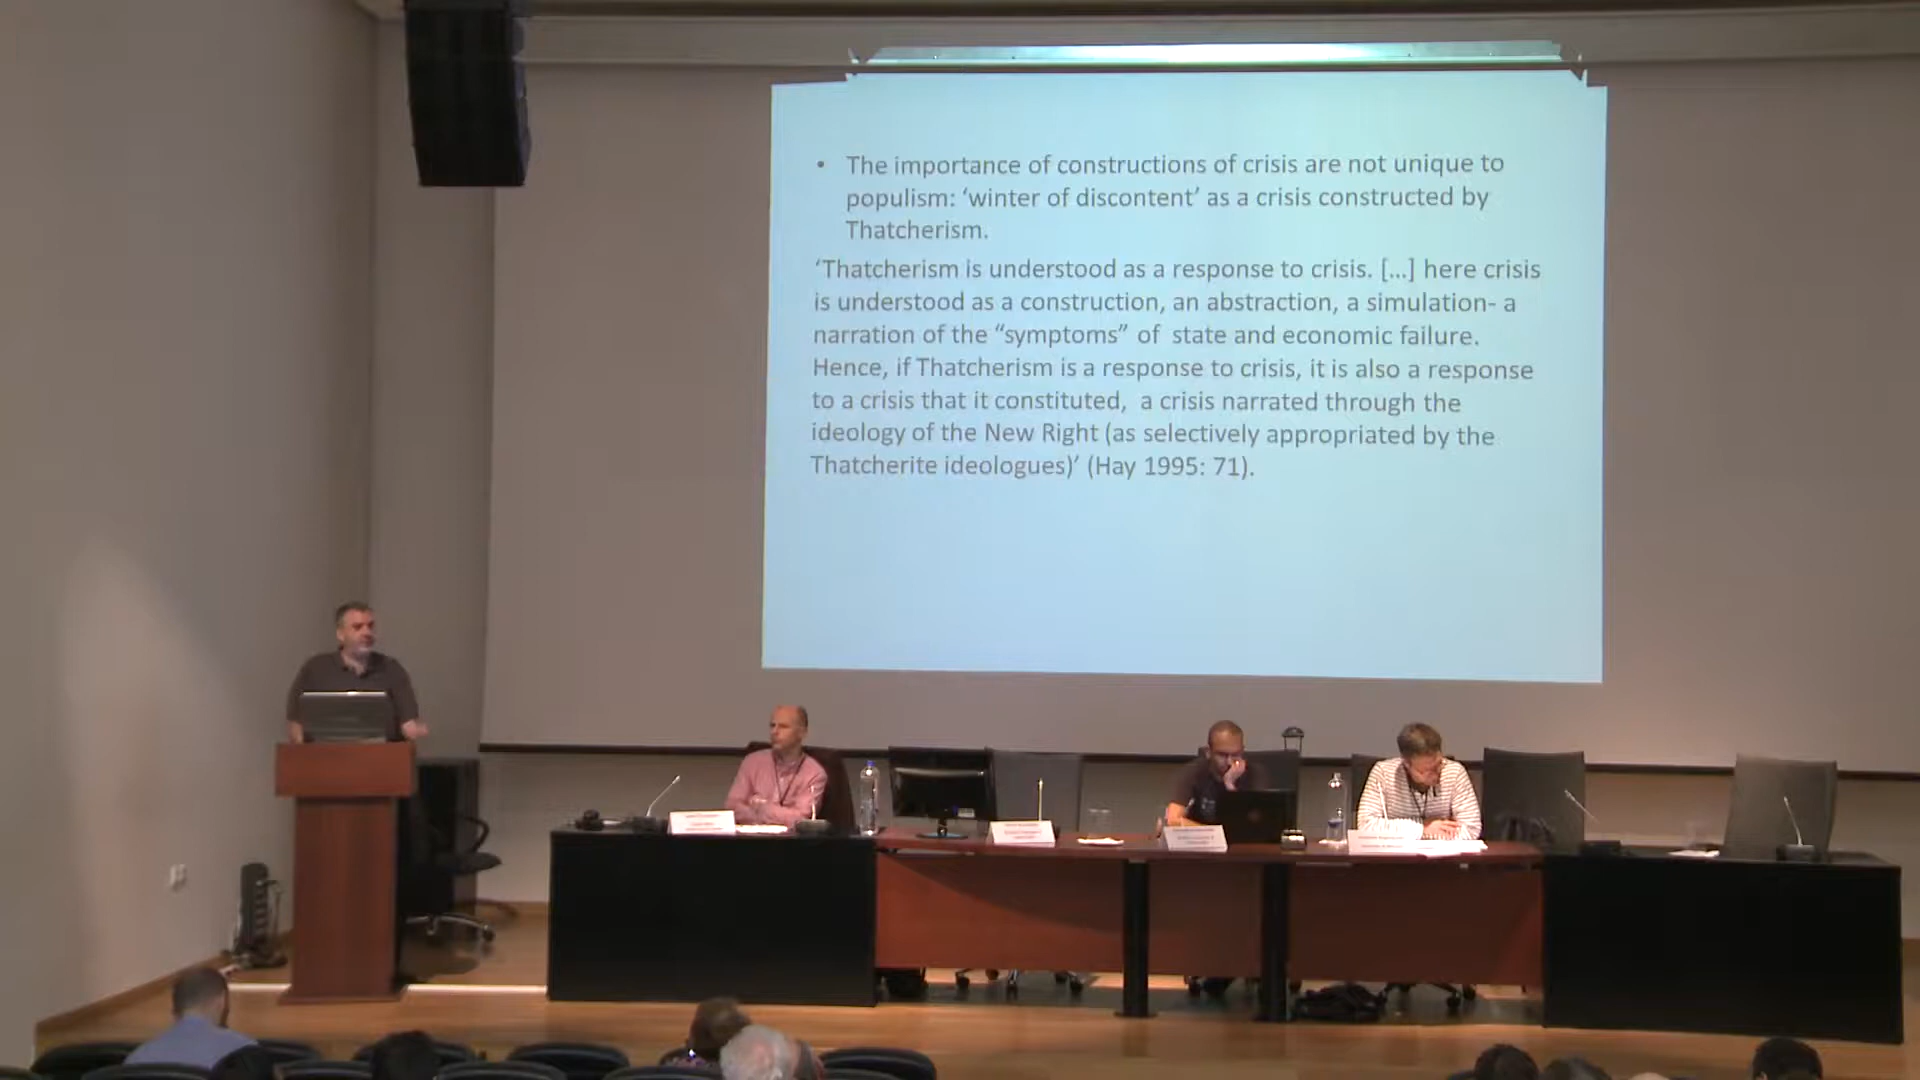 • The importance of constructions of crisis are not unique to
populism: ‘winter of discontent’ as a crisis constructed by
Thatcherism.
‘Thatcherism is understood as a response to crisis. [...] here crisis
is understood as a construction, an abstraction, a simulation- a
narration of the “symptoms” of state and economic failure.
Hence, if Thatcherism is a response to crisis, it is also a response
to a crisis that it constituted, a crisis narrated through the
ideology of the New Right (as selectively appropriated by the
Thatcherite ideologues)’ (Hay 1995: 71).